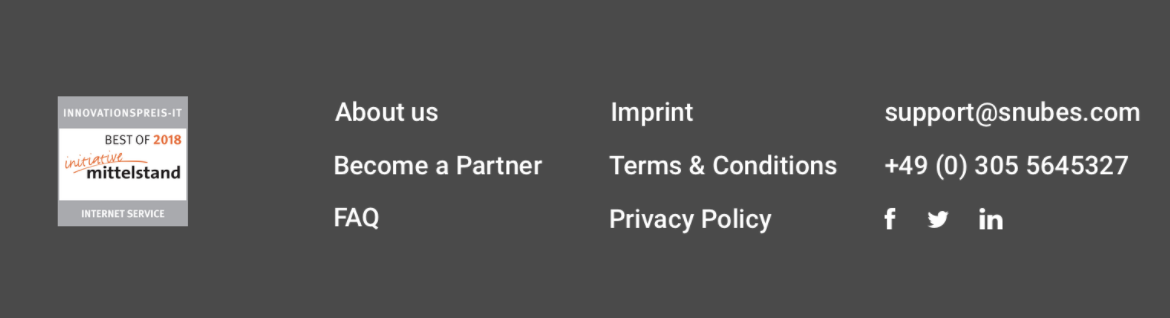 INNOVATIONSPREIS-IT
BEST OF 2018
initiative
mittelstand
INTERNET SERVICE
About us
Become a Partner
FAQ
Imprint
Terms & Conditions
Privacy Policy
support@snubes.com
+49 (0) 305 5645327